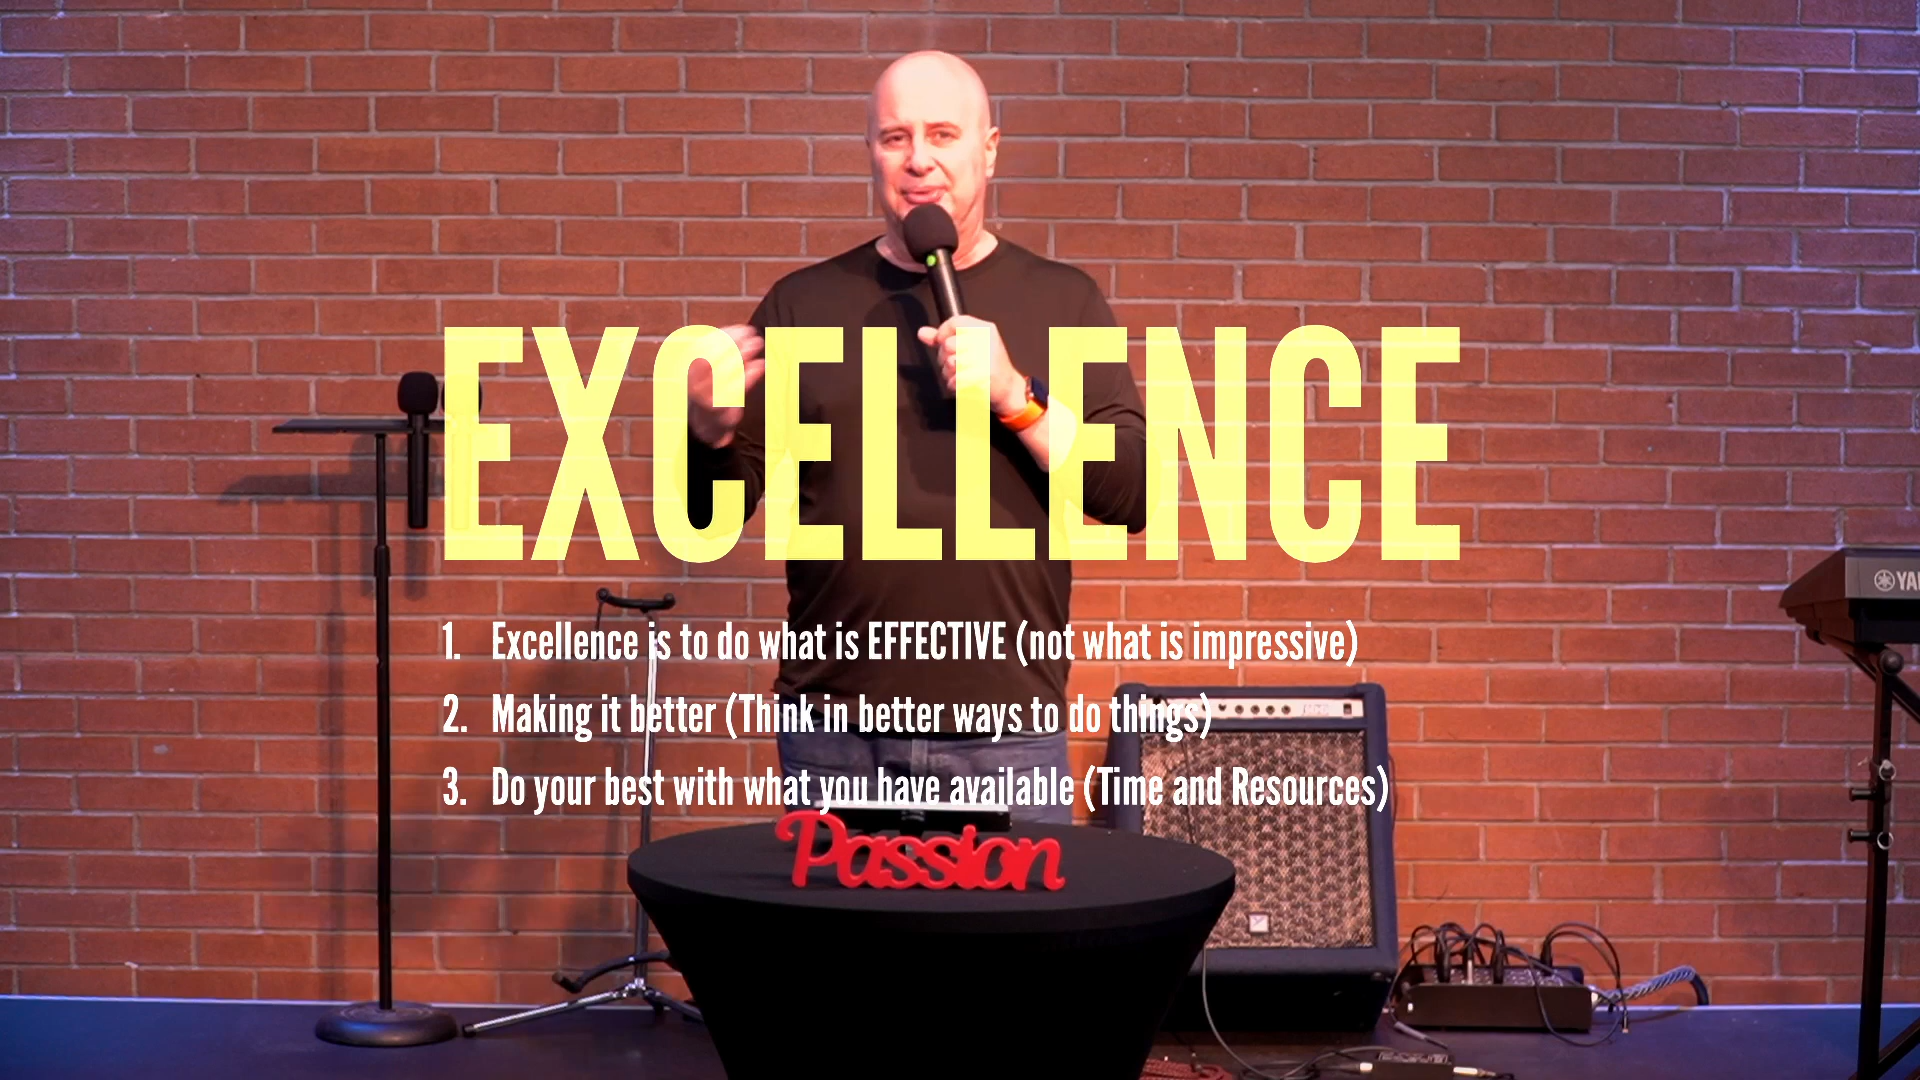 EXCELLENCE
1. Excellence is to do what is EFFECTIVE (not what is impressive)
2. Making it better (Think in better ways to do things)
3. Do your best with what you have available (Time and Resources)
Passion